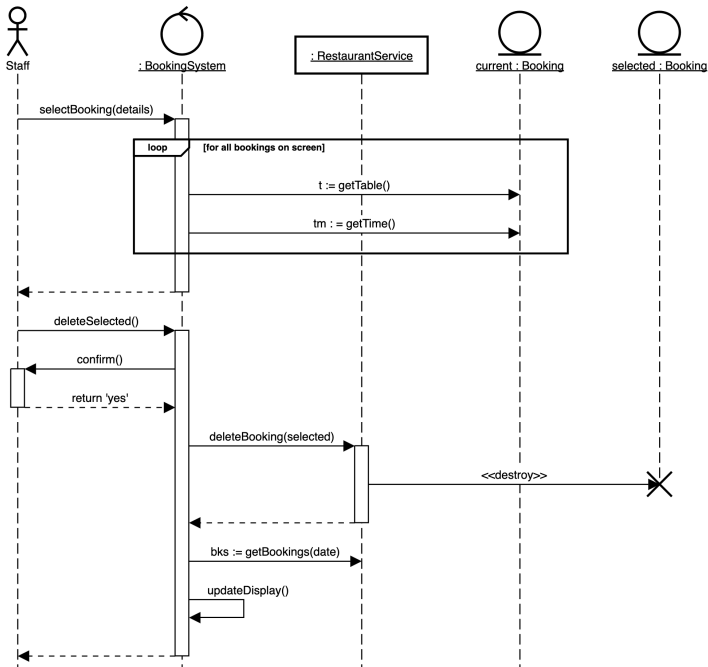 Staff
: BookingSystem
: RestaurantService
current : Booking
selected : Booking
selectBooking(details)
loop
[for all bookings on screen]
t := getTable()
tm : = getTime()
deleteSelected()
confirm()
return 'yes'
deleteBooking(selected)
<<destroy>>
bks := getBookings(date)
updateDisplay()